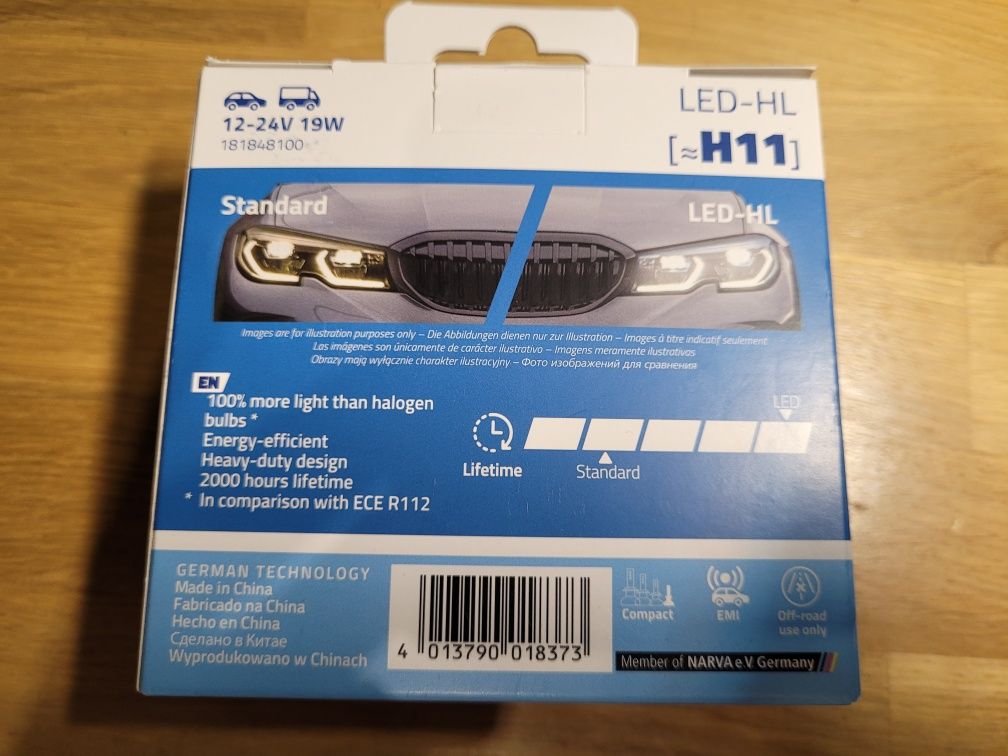 12-24V 19W
181848100
LED-HL
[≈H11]
Standard
LED-HL
Images are for illustration purposes only – Die Abbildungen dienen nur zur Illustration – Images à titre indicatif seulement
Las imágenes son únicamente de carácter ilustrativo – Imagens meramente ilustrativas
Obrazy mają wyłącznie charakter ilustracyjny – Фото изображений для сравнения
EN
100% more light than halogen
bulbs *
Energy-efficient
Heavy-duty design
2000 hours lifetime
* In comparison with ECE R112
Lifetime
LED
Standard
GERMAN TECHNOLOGY
Made in China
Fabricado na China
Hecho en China
Сделано в Китае
Wyprodukowano w Chinach
4 013790 018373
Compact
EMI
Off-road
use only
Member of NARVA e.V. Germany